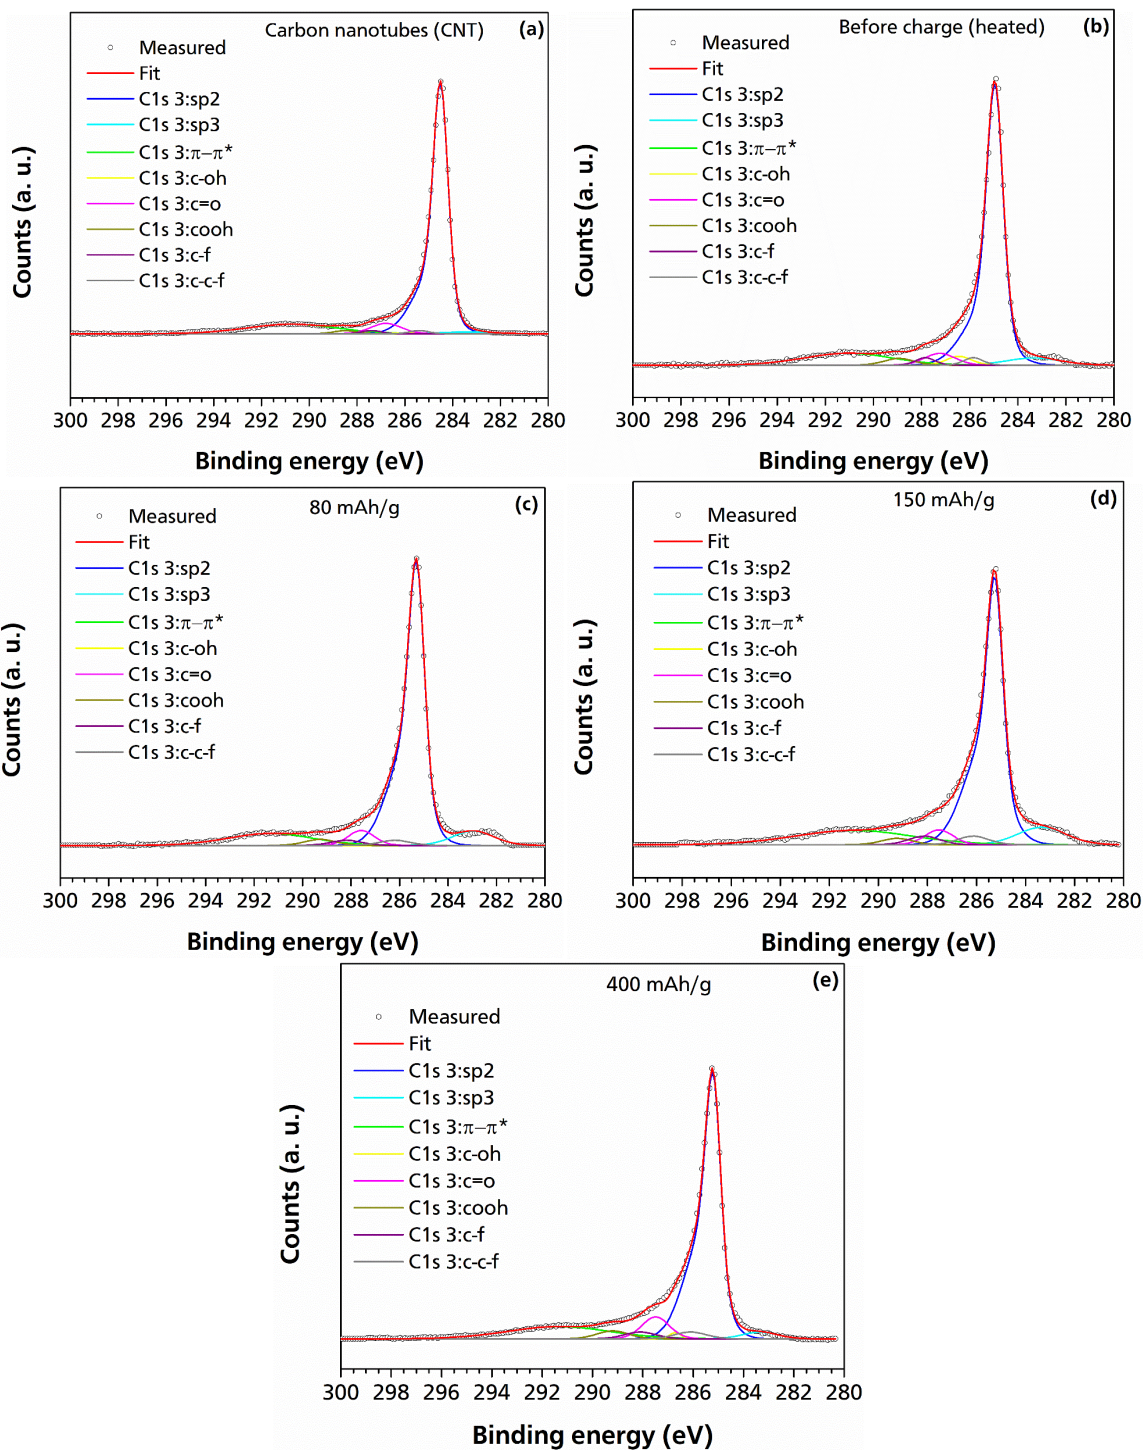 Carbon nanotubes (CNT) (a)
Measured
Fit
C1s 3:sp2
C1s 3:sp3
C1s 3:π−π*
C1s 3:c-oh
C1s 3:c=o
C1s 3:cooh
C1s 3:c-f
C1s 3:c-c-f
Counts (a. u.)
300 298 296 294 292 290 288 286 284 282 280
Binding energy (eV)
Before charge (heated) (b)
Measured
Fit
C1s 3:sp2
C1s 3:sp3
C1s 3:π−π*
C1s 3:c-oh
C1s 3:c=o
C1s 3:cooh
C1s 3:c-f
C1s 3:c-c-f
Counts (a. u.)
300 298 296 294 292 290 288 286 284 282 280
Binding energy (eV)
80 mAh/g (c)
Measured
Fit
C1s 3:sp2
C1s 3:sp3
C1s 3:π−π*
C1s 3:c-oh
C1s 3:c=o
C1s 3:cooh
C1s 3:c-f
C1s 3:c-c-f
Counts (a. u.)
300 298 296 294 292 290 288 286 284 282 280
Binding energy (eV)
150 mAh/g (d)
Measured
Fit
C1s 3:sp2
C1s 3:sp3
C1s 3:π−π*
C1s 3:c-oh
C1s 3:c=o
C1s 3:cooh
C1s 3:c-f
C1s 3:c-c-f
Counts (a. u.)
300 298 296 294 292 290 288 286 284 282 280
Binding energy (eV)
400 mAh/g (e)
Measured
Fit
C1s 3:sp2
C1s 3:sp3
C1s 3:π−π*
C1s 3:c-oh
C1s 3:c=o
C1s 3:cooh
C1s 3:c-f
C1s 3:c-c-f
Counts (a. u.)
300 298 296 294 292 290 288 286 284 282 280
Binding energy (eV)